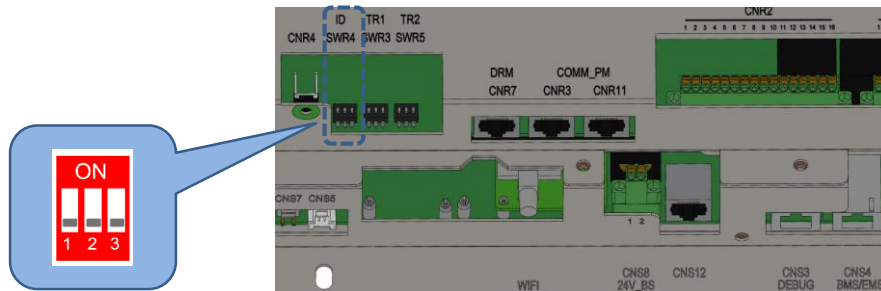 CNR2
ID TR1 TR2
CNR4 SWR4 SWR3 SWR5
1 2 3 4 5 6 7 8 9 10 11 12 13 14 15 16
1
DRM COMM_PM
CNR7 CNR3 CNR11
ON
1 2 3
CNS7 CNS6
1 2
WIFI
CNS8 CNS12 CNS3 CNS4
24V_BS DEBUG BMS/EMS